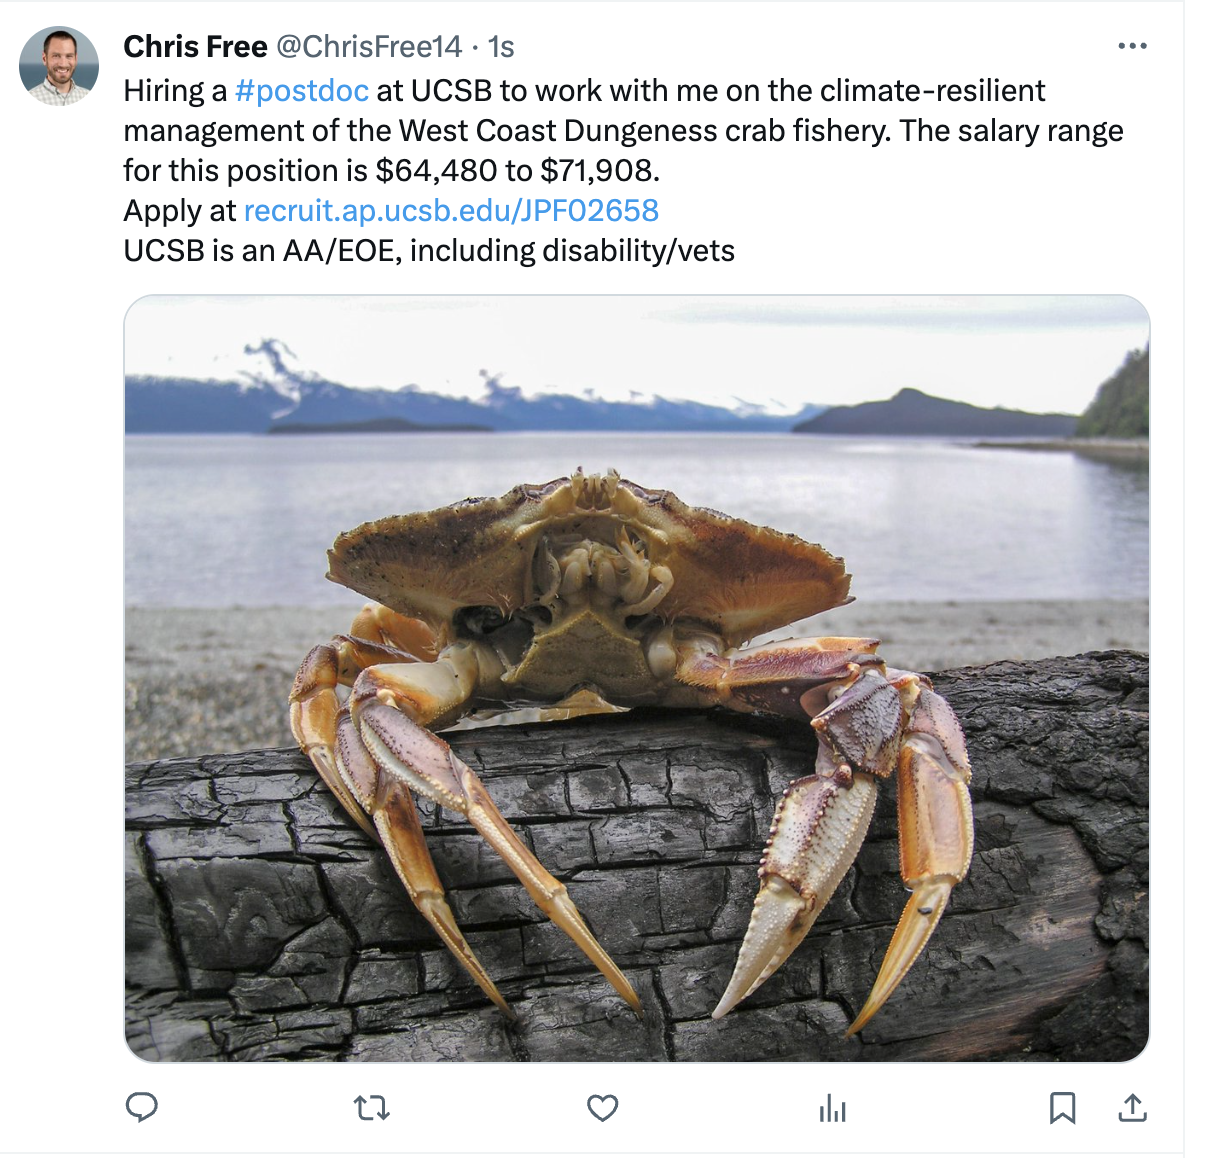 Chris Free @ChrisFree14 · 1s
Hiring a #postdoc at UCSB to work with me on the climate-resilient
management of the West Coast Dungeness crab fishery. The salary range
for this position is $64,480 to $71,908.
Apply at recruit.ap.ucsb.edu/JPF02658
UCSB is an AA/EOE, including disability/vets